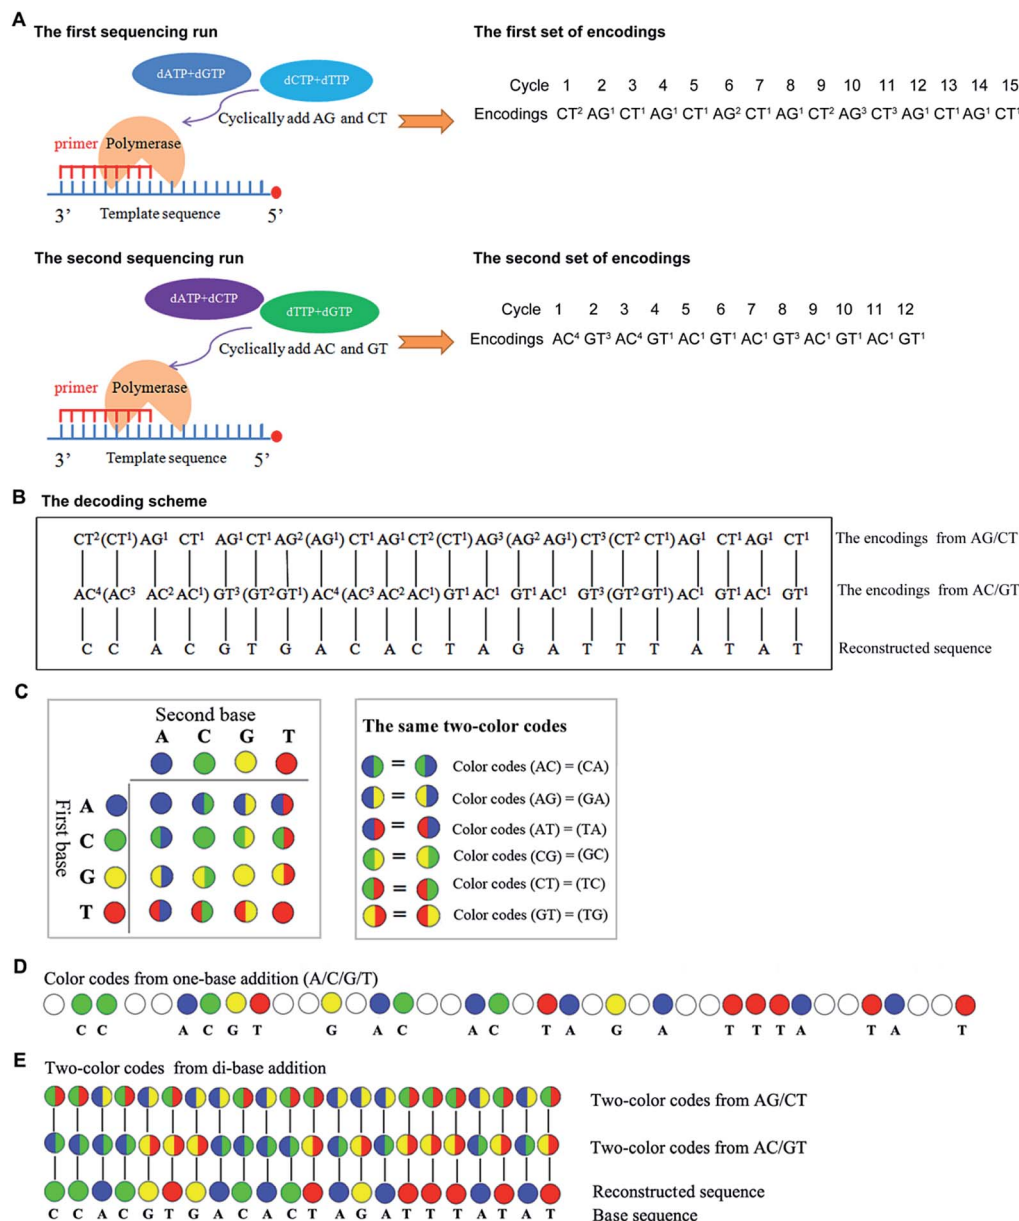 A
The first sequencing run
dATP+dGTP
dCTP+dTTP
Cyclically add AG and CT
primer
Polymerase
3’ Template sequence 5’
The first set of encodings
Cycle 1 2 3 4 5 6 7 8 9 10 11 12 13 14 15
Encodings CT² AG¹ CT¹ AG¹ CT¹ AG² CT¹ AG¹ CT² AG³ CT³ AG¹ CT¹ AG¹ CT¹
The second sequencing run
dATP+dCTP
dTTP+dGTP
Cyclically add AC and GT
primer
Polymerase
3’ Template sequence 5’
The second set of encodings
Cycle 1 2 3 4 5 6 7 8 9 10 11 12
Encodings AC⁴ GT³ AC⁴ GT¹ AC¹ GT¹ AC¹ GT³ AC¹ GT¹ AC¹ GT¹
B The decoding scheme
CT²(CT¹) AG¹ CT¹ AG¹ CT¹ AG² (AG¹) CT¹ AG¹ CT² (CT¹) AG³ (AG² AG¹) CT³ (CT² CT¹) AG¹ CT¹ AG¹ CT¹ The encodings from AG/CT
AC⁴(AC³ AC² AC¹) GT³ (GT² GT¹) AC⁴ (AC³ AC² AC¹) GT¹ AC¹ GT¹ AC¹ GT³ (GT² GT¹) AC¹ GT¹ AC¹ GT¹ The encodings from AC/GT
C C A C G T G A C A C T A G A T T T A T A T Reconstructed sequence
C
Second base
A C G T
First base
A
C
G
T
The same two-color codes
= Color codes (AC) = (CA)
= Color codes (AG) = (GA)
= Color codes (AT) = (TA)
= Color codes (CG) = (GC)
= Color codes (CT) = (TC)
= Color codes (GT) = (TG)
D
Color codes from one-base addition (A/C/G/T)
C C A C G T G A C A C T A G A T T T A T A T
E Two-color codes from di-base addition
Two-color codes from AG/CT
Two-color codes from AC/GT
Reconstructed sequence
C C A C G T G A C A C T A G A T T T A T A T Base sequence